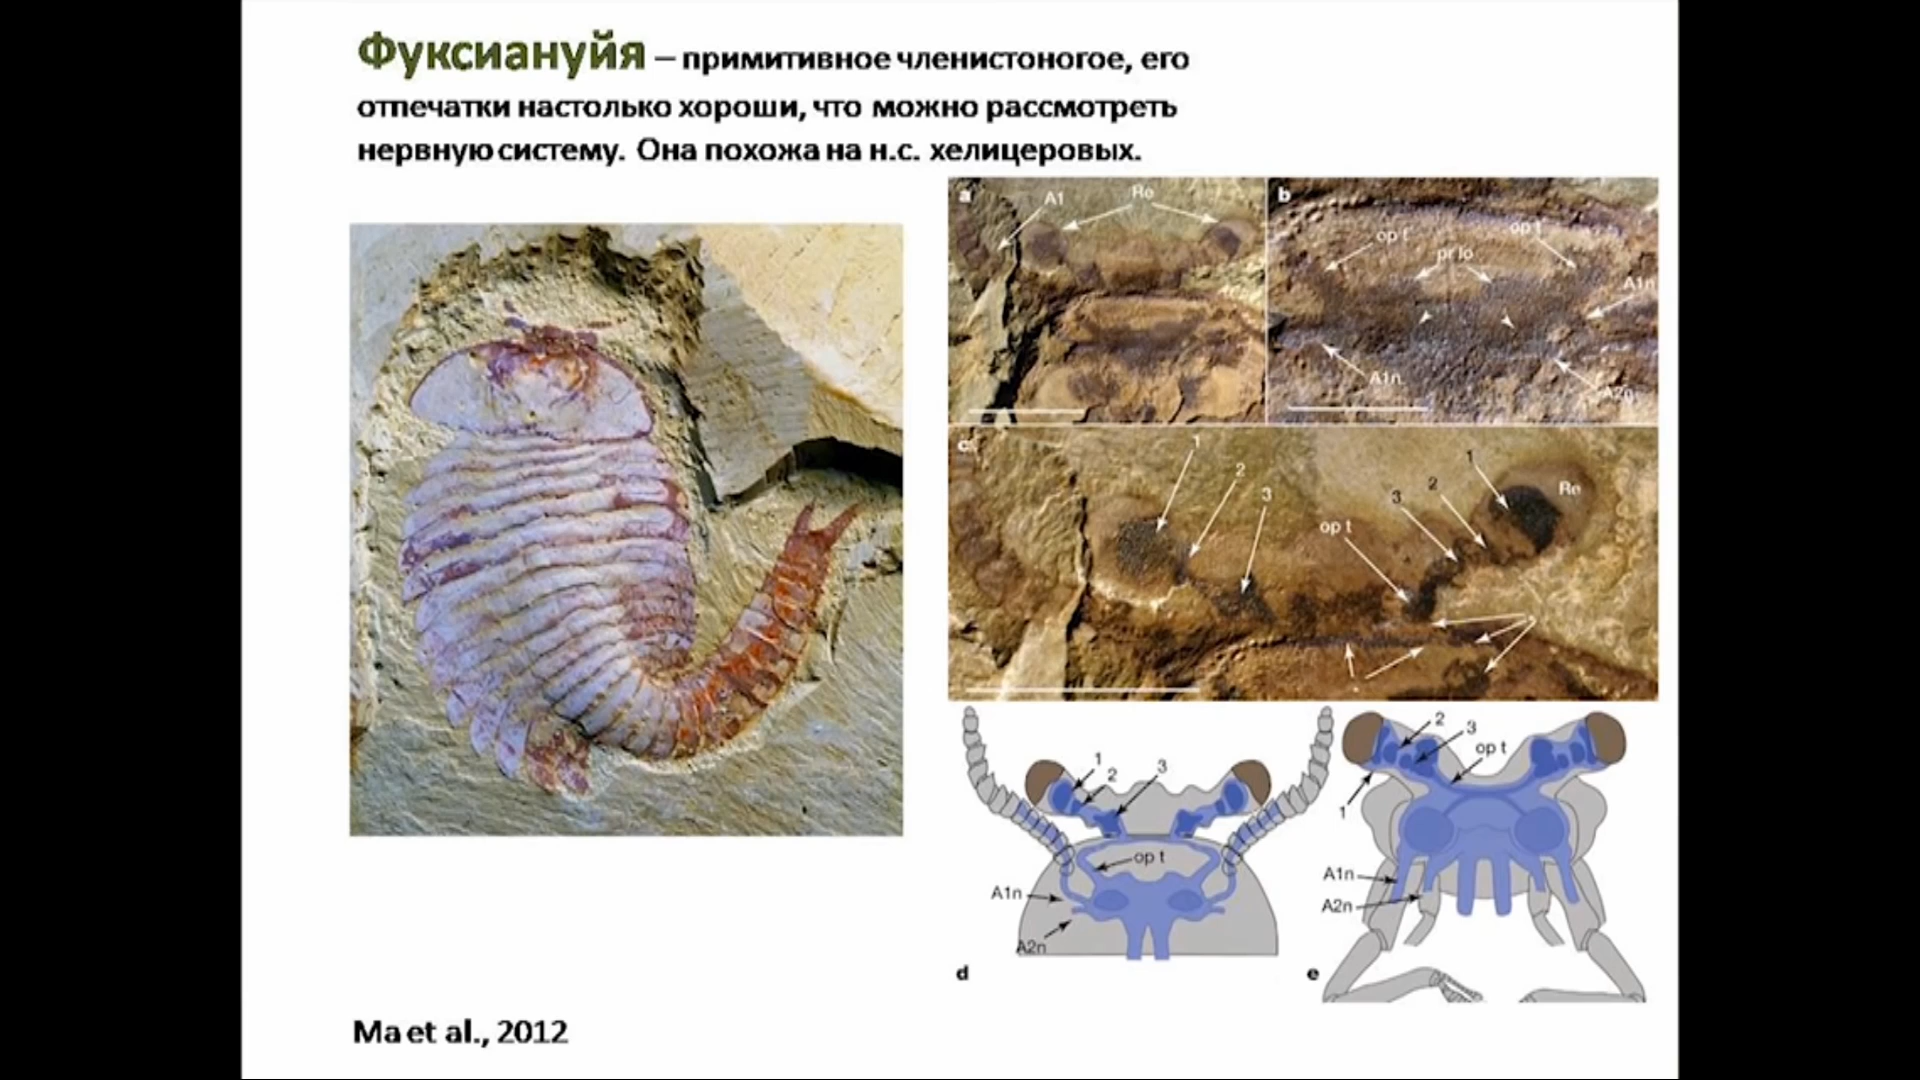 Фуксиануйя – примитивное членистоногое, его
отпечатки настолько хороши, что можно рассмотреть
нервную систему. Она похожа на н.с. хелицеровых.
a
A1
Re
b
op t
op t
pr lo
A1n
A1n
A2n
c
1
2
3
op t
3
2
1
Re
1
2
3
op t
A1n
A2n
d
2
3
op t
1
A1n
A2n
e
Ma et al., 2012